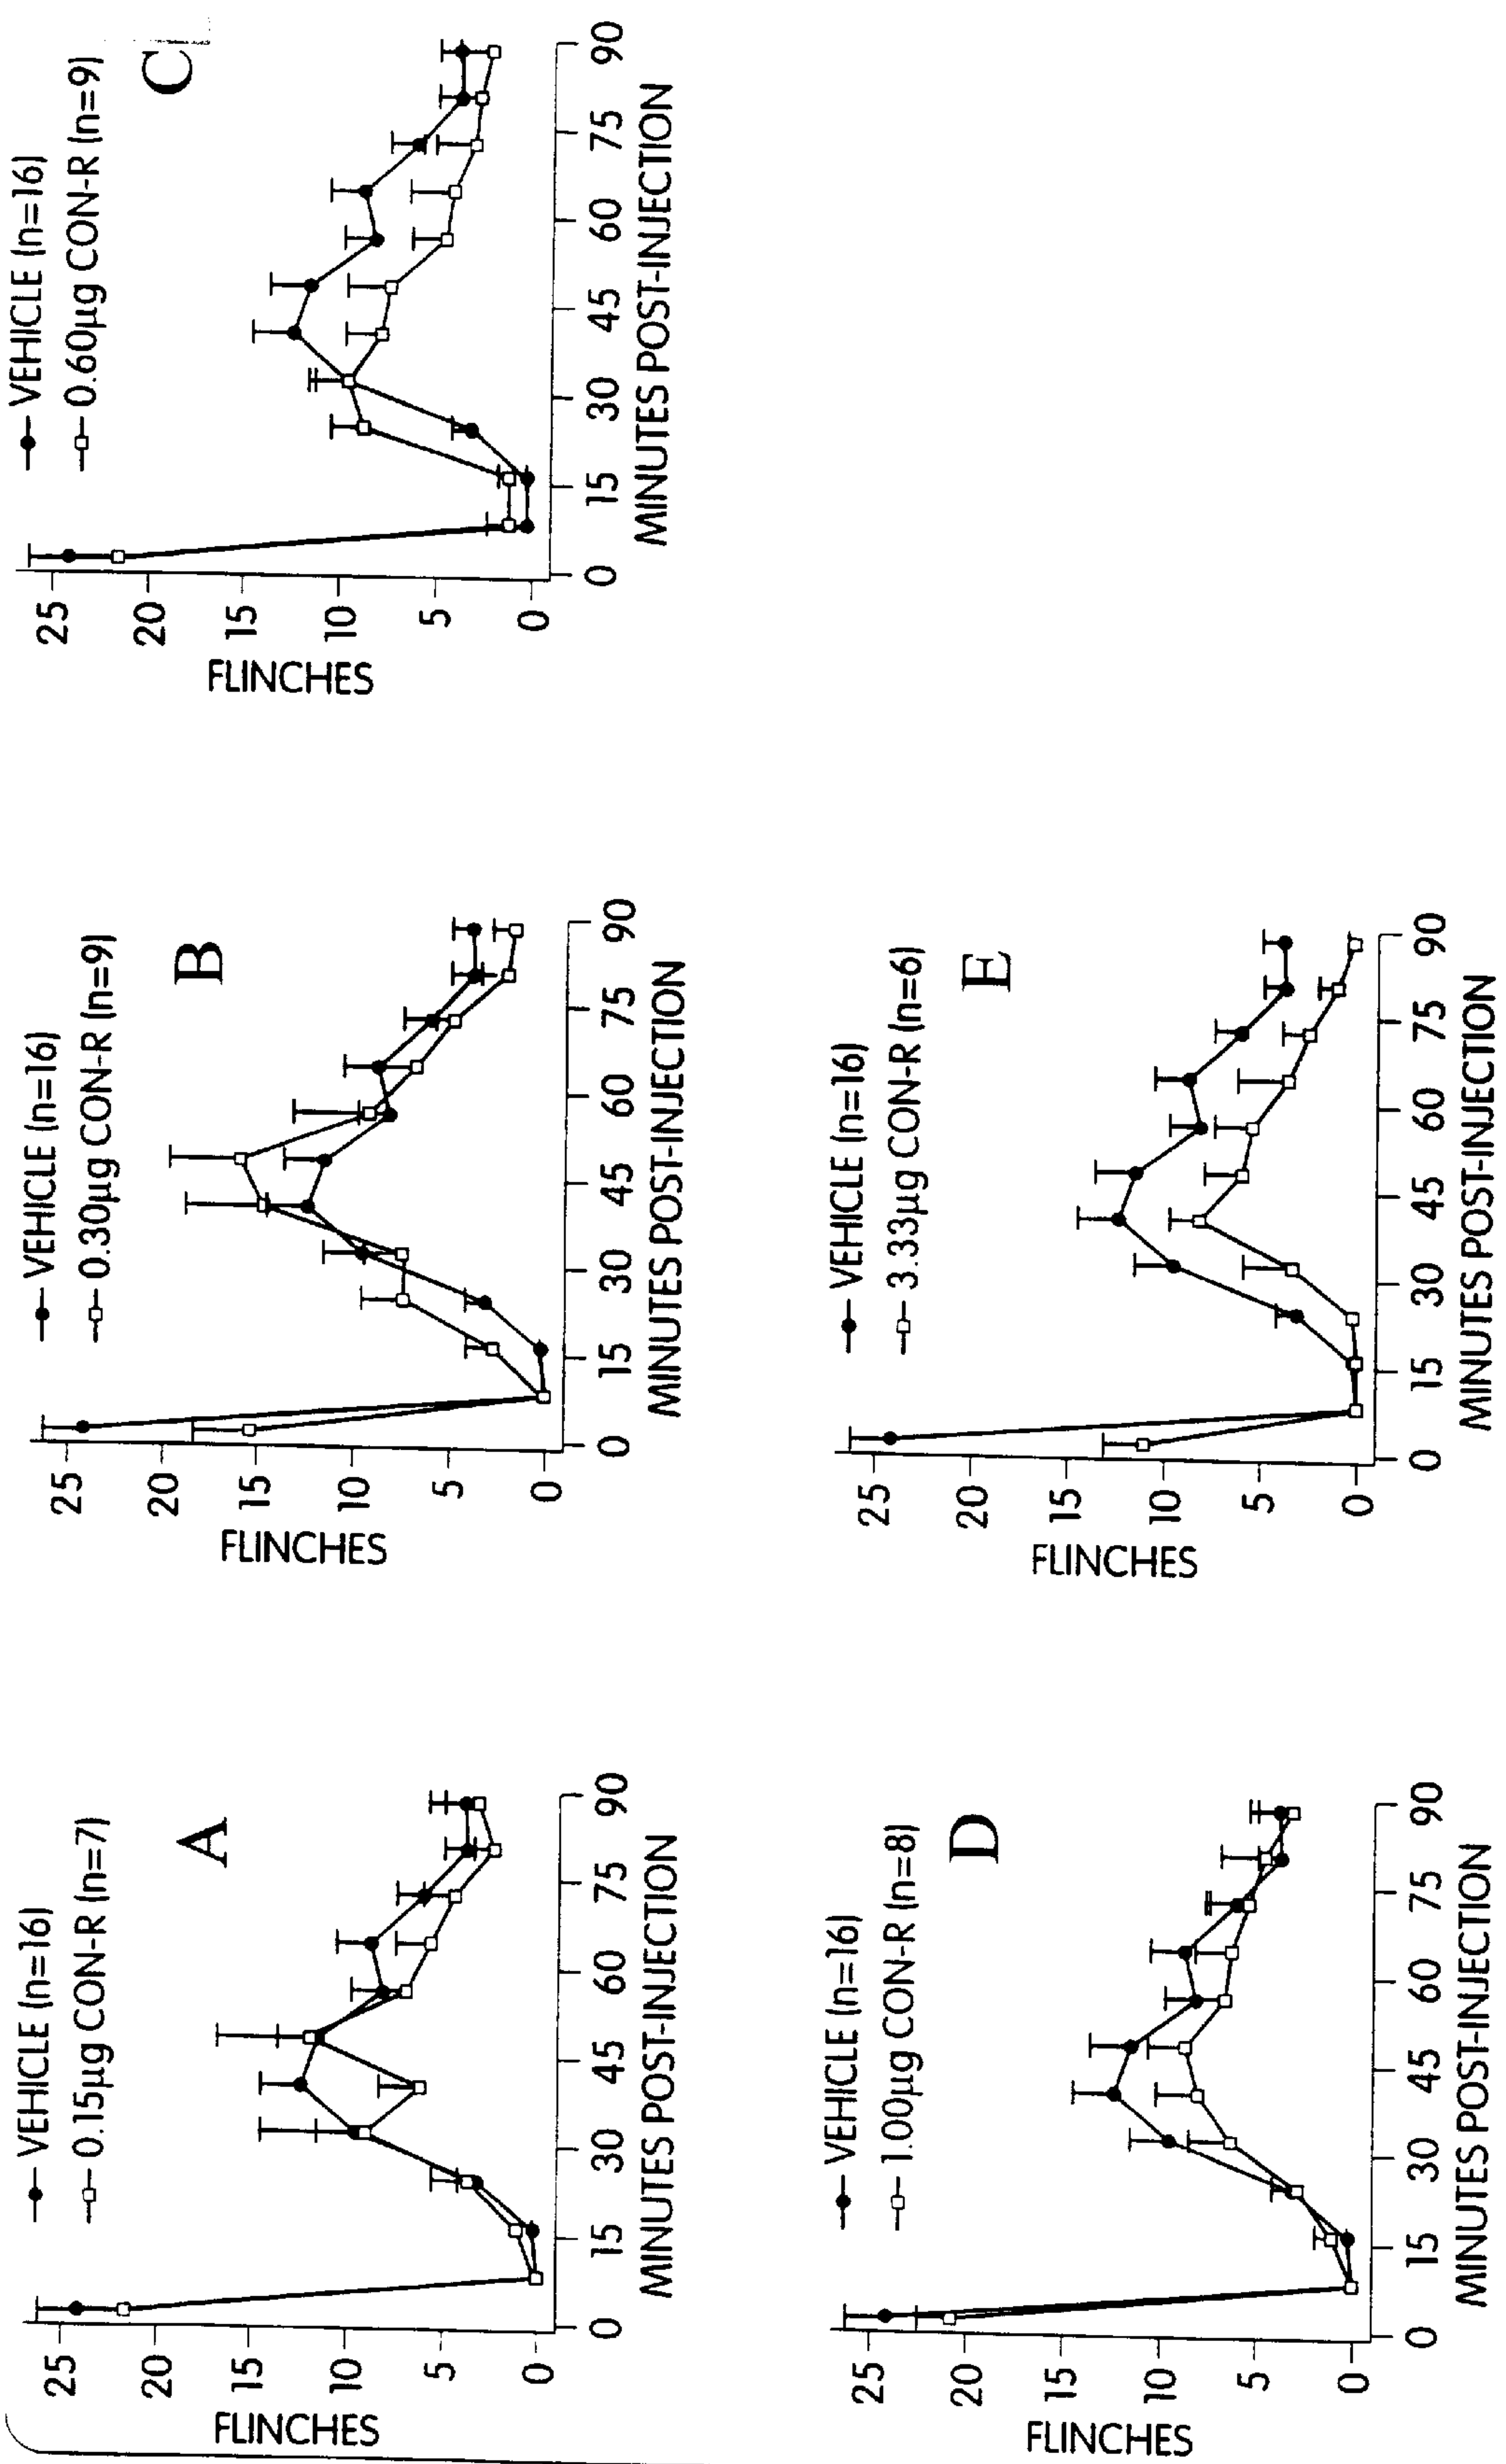 VEHICLE (n=16)
0.15µg CON-R (n=7)
A
FLINCHES
25
20
15
10
5
0
0 15 30 45 60 75 90
MINUTES POST-INJECTION
VEHICLE (n=16)
0.30µg CON-R (n=9)
B
FLINCHES
25
20
15
10
5
0
0 15 30 45 60 75 90
MINUTES POST-INJECTION
VEHICLE (n=16)
0.60µg CON-R (n=9)
C
FLINCHES
25
20
15
10
5
0
0 15 30 45 60 75 90
MINUTES POST-INJECTION
VEHICLE (n=16)
1.00µg CON-R (n=8)
D
FLINCHES
25
20
15
10
5
0
0 15 30 45 60 75 90
MINUTES POST-INJECTION
VEHICLE (n=16)
3.33µg CON-R (n=6)
E
FLINCHES
25
20
15
10
5
0
0 15 30 45 60 75 90
MINUTES POST-INJECTION